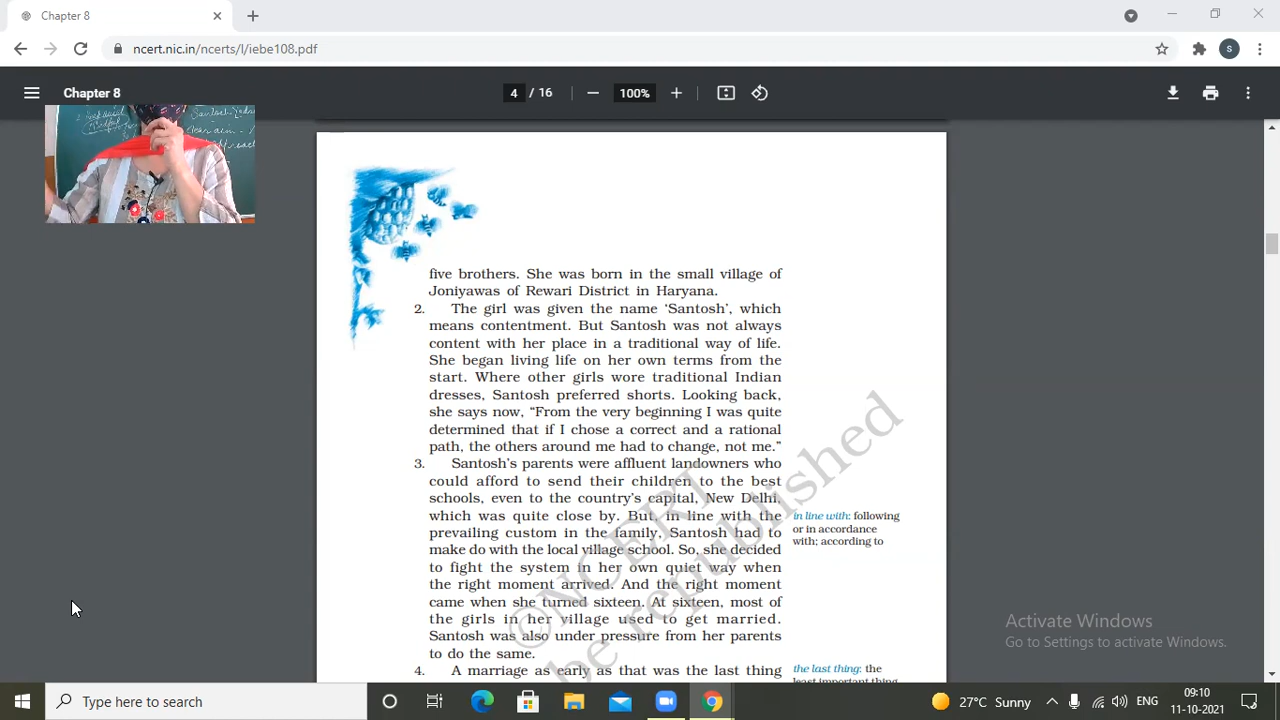 Chapter 8
ncert.nic.in/ncerts/l/iebe108.pdf
S
Chapter 8
4 / 16
100%
five brothers. She was born in the small village of
Joniyawas of Rewari District in Haryana.
2. The girl was given the name ‘Santosh’, which
means contentment. But Santosh was not always
content with her place in a traditional way of life.
She began living life on her own terms from the
start. Where other girls wore traditional Indian
dresses, Santosh preferred shorts. Looking back,
she says now, “From the very beginning I was quite
determined that if I chose a correct and a rational
path, the others around me had to change, not me.”
3. Santosh’s parents were affluent landowners who
could afford to send their children to the best
schools, even to the country’s capital, New Delhi,
which was quite close by. But, in line with the
prevailing custom in the family, Santosh had to
make do with the local village school. So, she decided
to fight the system in her own quiet way when
the right moment arrived. And the right moment
came when she turned sixteen. At sixteen, most of
the girls in her village used to get married.
Santosh was also under pressure from her parents
to do the same.
4. A marriage as early as that was the last thing
in line with: following
or in accordance
with; according to
the last thing: the
least important thing
©NCERT
be republished
Activate Windows
Go to Settings to activate Windows.
Type here to search
27°C Sunny
ENG
09:10
11-10-2021